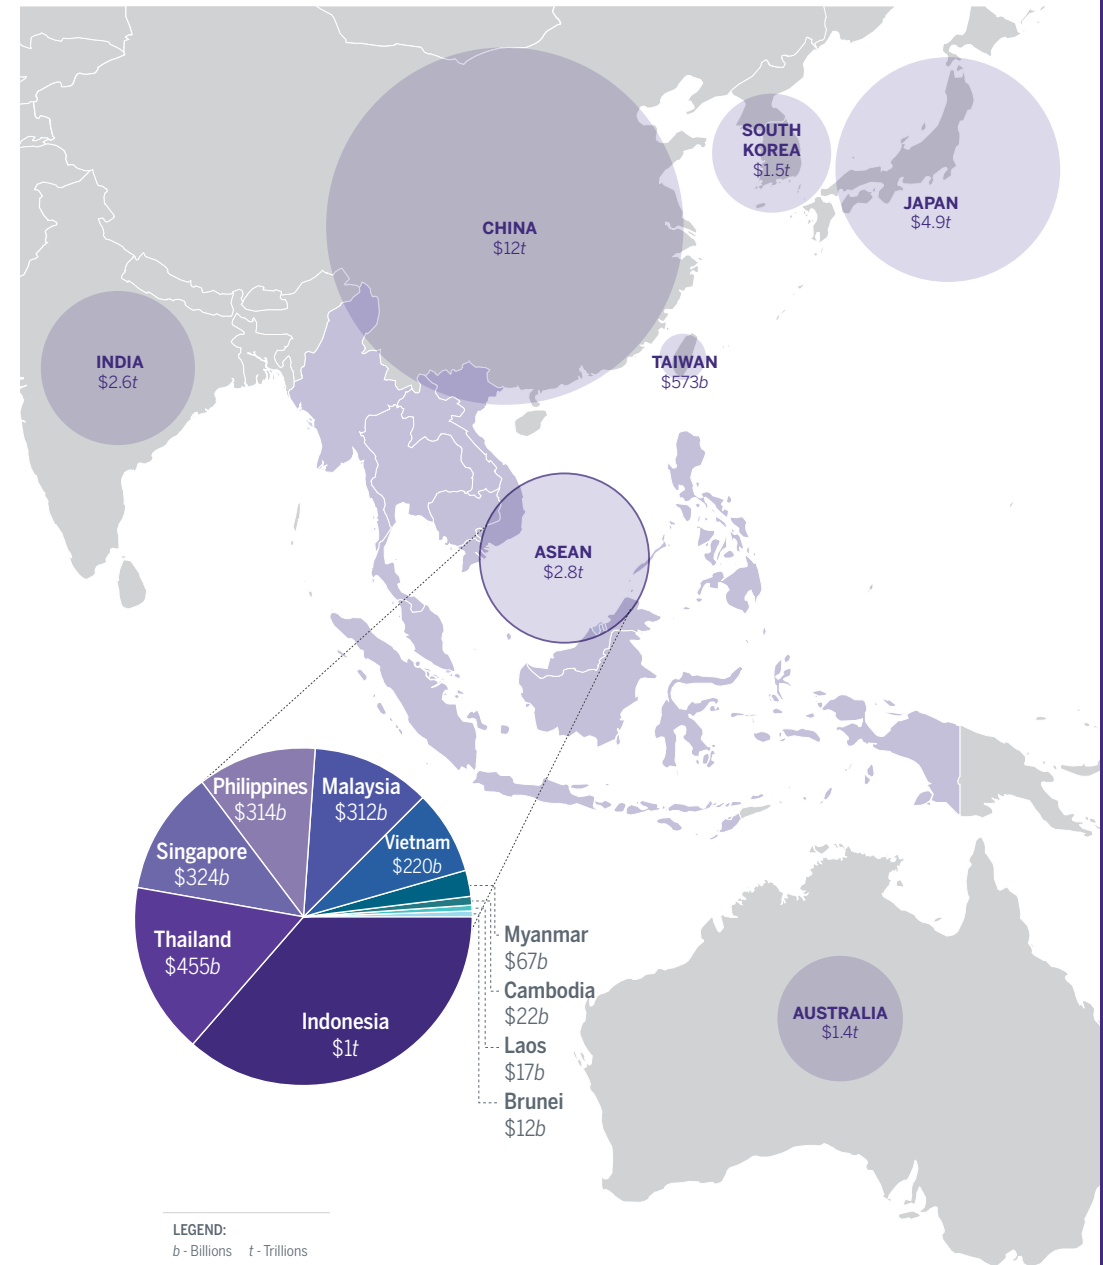 SOUTH
KOREA
$1.5t
JAPAN
$4.9t
CHINA
$12t
INDIA
$2.6t
TAIWAN
$573b
ASEAN
$2.8t
Philippines
$314b
Malaysia
$312b
Vietnam
$220b
Singapore
$324b
Thailand
$455b
Indonesia
$1t
Myanmar
$67b
Cambodia
$22b
Laos
$17b
Brunei
$12b
AUSTRALIA
$1.4t
LEGEND:
b - Billions t - Trillions